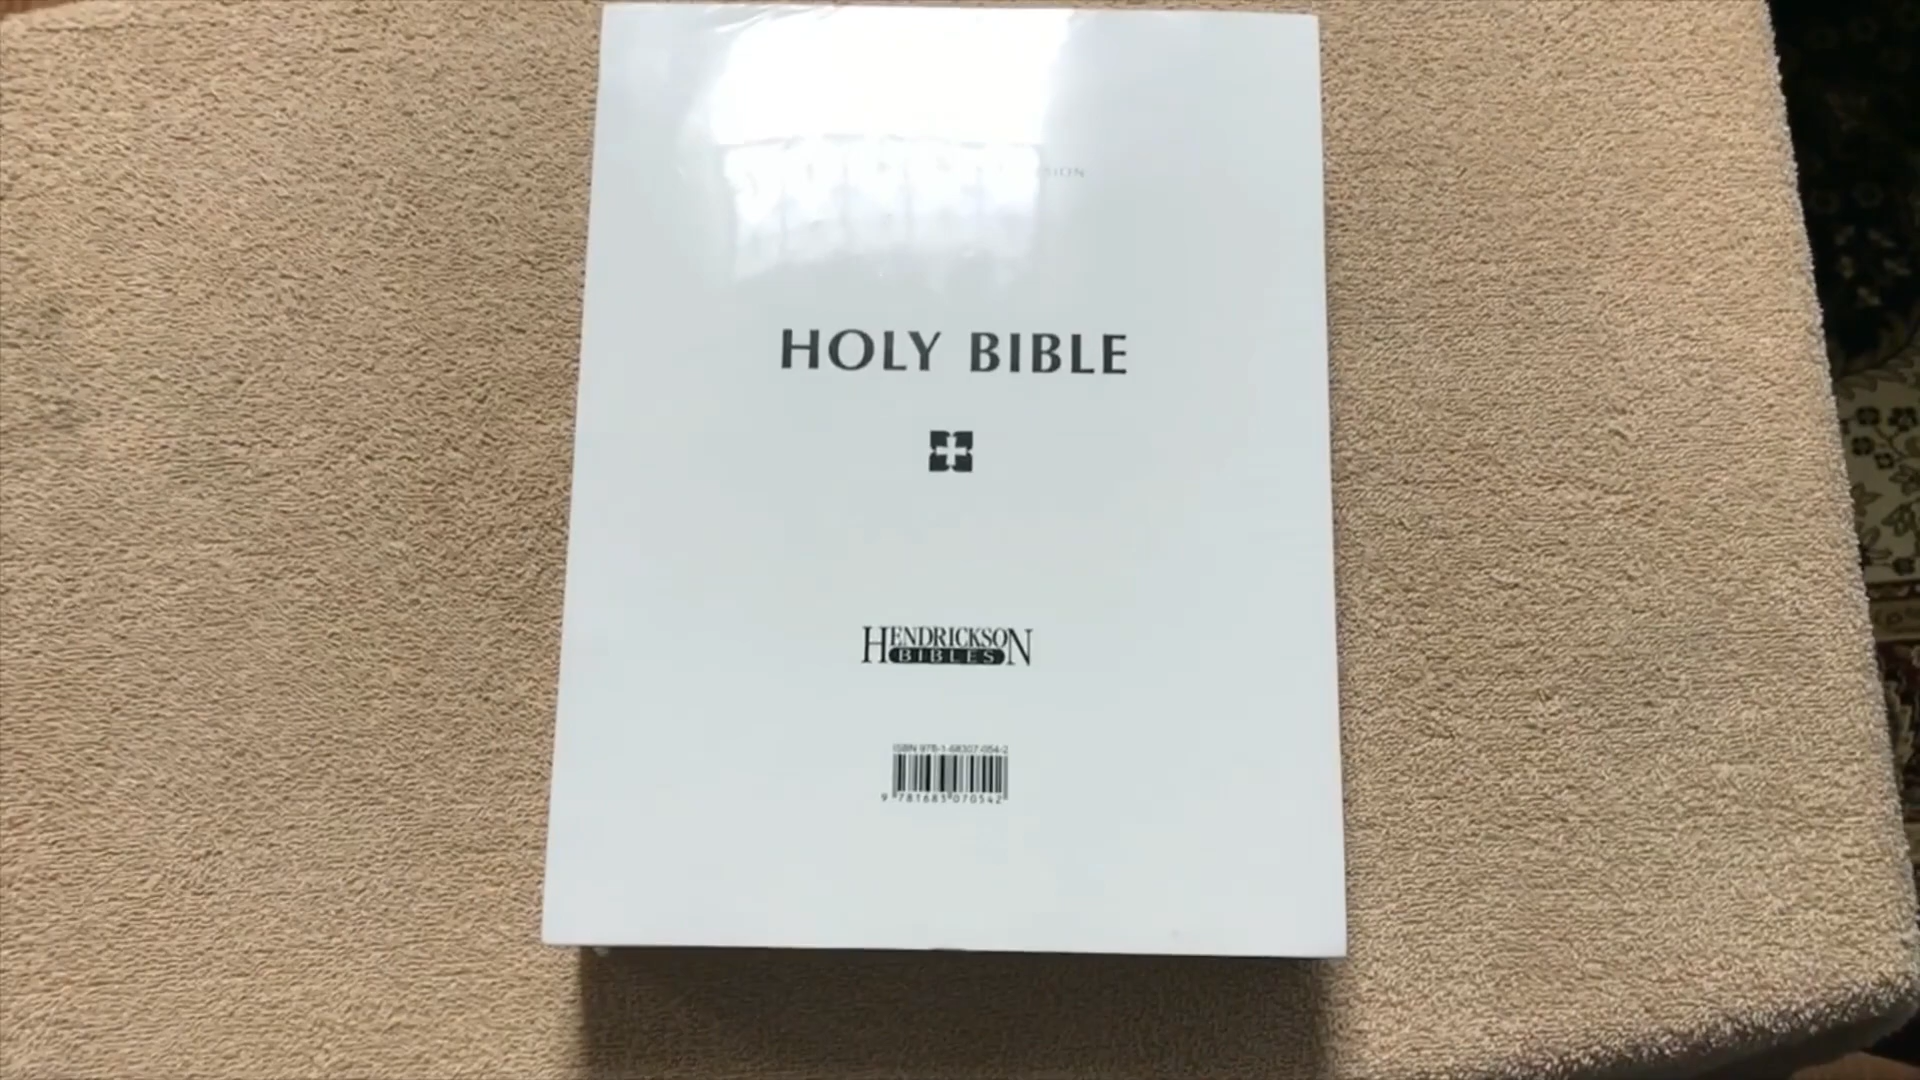 HOLY BIBLE
HENDRICKSON
BIBLES
ISBN 978-1-68307-054-2
9 781683 070542